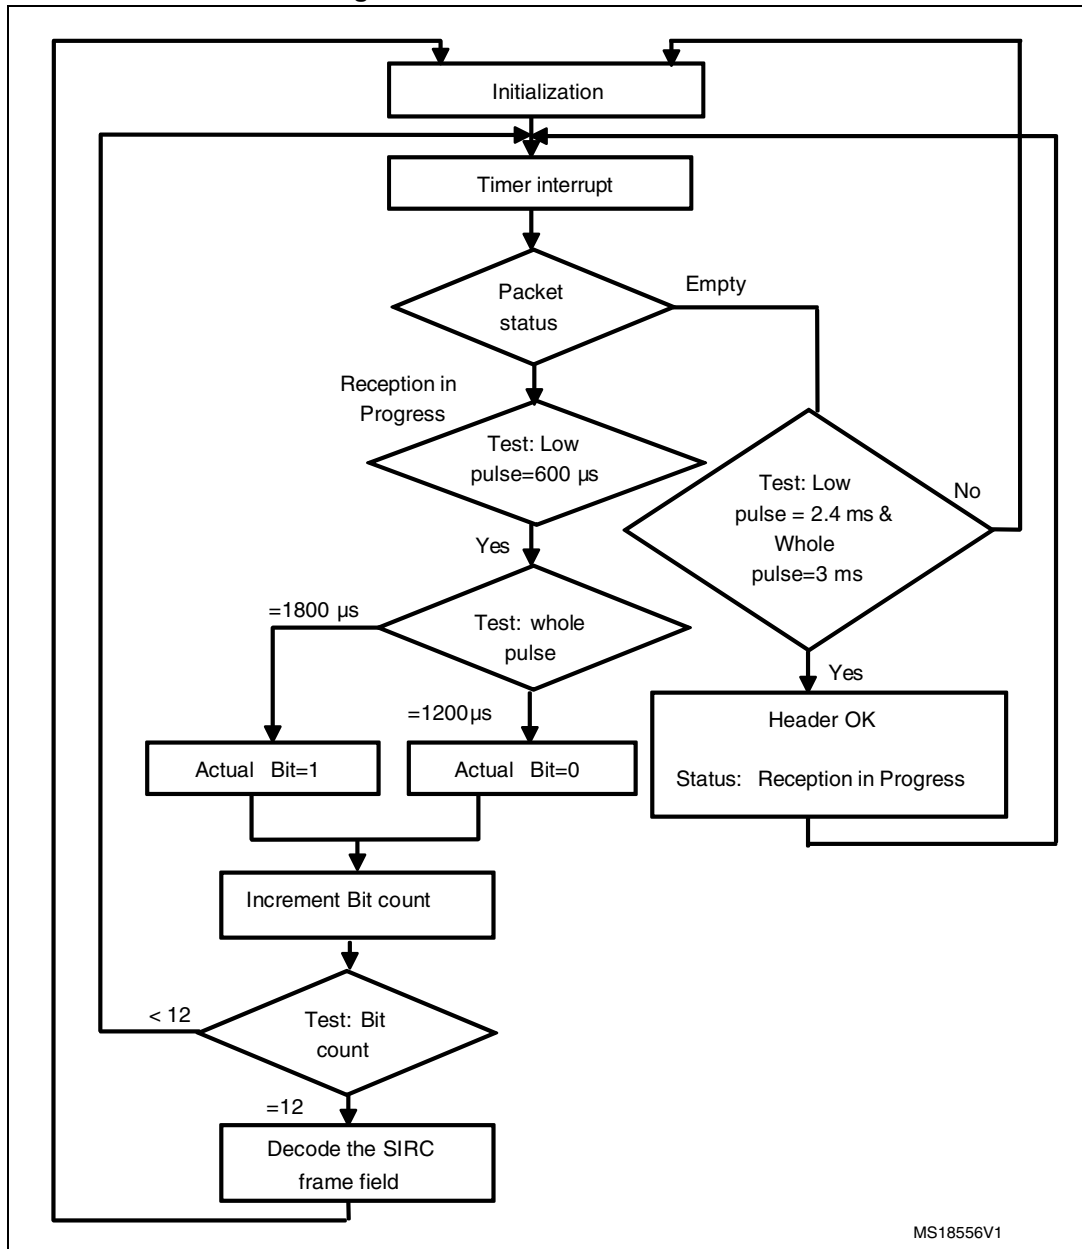 Initialization
Timer interrupt
Packet
status
Empty
Reception in
Progress
Test: Low
pulse=600 µs
Test: Low
pulse = 2.4 ms &
Whole
pulse=3 ms
No
Yes
=1800 µs
Test: whole
pulse
Yes
=1200µs
Header OK
Status: Reception in Progress
Actual Bit=1
Actual Bit=0
Increment Bit count
< 12
Test: Bit
count
=12
Decode the SIRC
frame field
MS18556V1